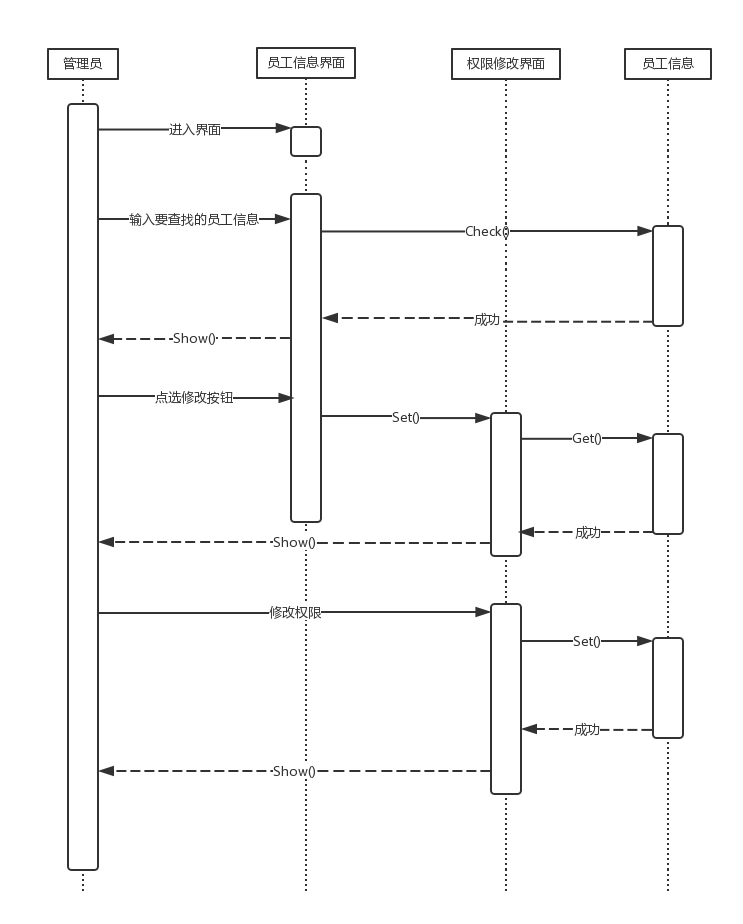 管理员
员工信息界面
权限修改界面
员工信息
进入界面
输入要查找的员工信息
Check()
成功
Show()
点选修改按钮
Set()
Get()
成功
Show()
修改权限
Set()
成功
Show()